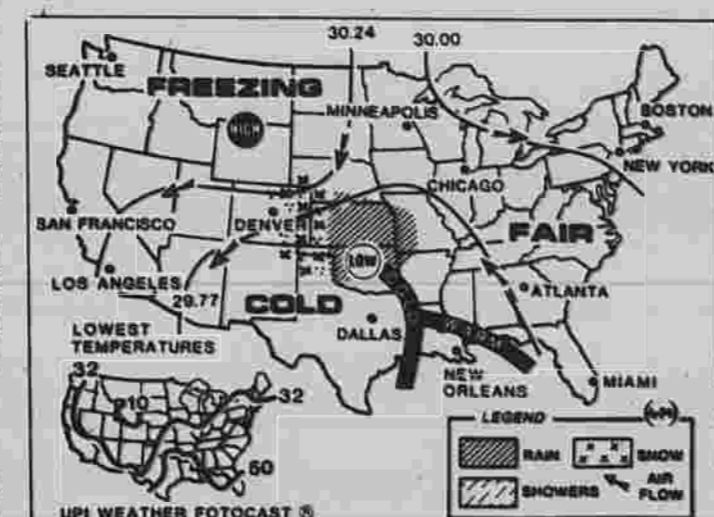 30.24
30.00
SEATTLE
FREEZING
HIGH
MINNEAPOLIS
BOSTON
NEW YORK
CHICAGO
SAN FRANCISCO
DENVER
FAIR
LOW
LOS ANGELES
29.77
COLD
ATLANTA
LOWEST
TEMPERATURES
DALLAS
NEW
ORLEANS
MIAMI
32
10
32
60
LEGEND
RAIN
SNOW
SHOWERS
AIR
FLOW
UPI WEATHER FOTOCAST ®